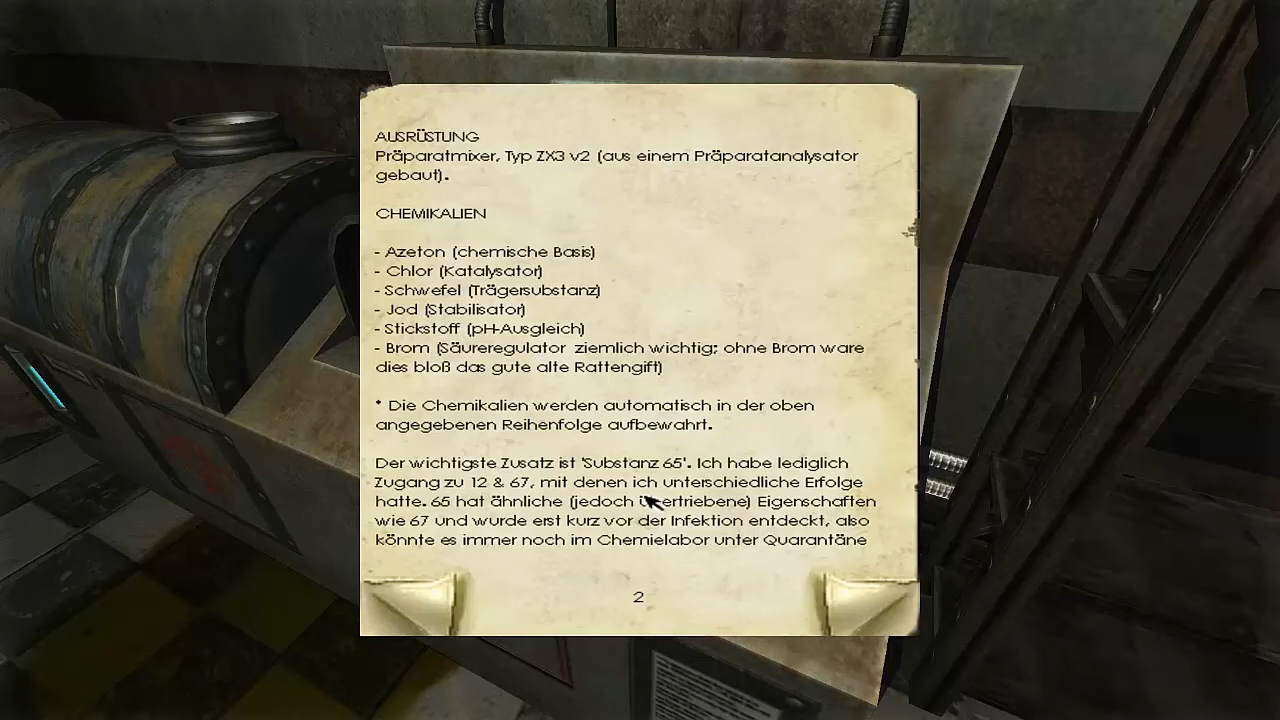 AUSRÜSTUNG
Präparatmixer, Typ ZX3 v2 (aus einem Präparatanalysator
gebaut).
CHEMIKALIEN
- Azeton (chemische Basis)
- Chlor (Katalysator)
- Schwefel (Trägersubstanz)
- Jod (Stabilisator)
- Stickstoff (pH-Ausgleich)
- Brom (Säureregulator ziemlich wichtig; ohne Brom ware
dies bloß das gute alte Rattengift)
* Die Chemikalien werden automatisch in der oben
angegebenen Reihenfolge aufbewahrt.
Der wichtigste Zusatz ist 'Substanz 65'. Ich habe lediglich
Zugang zu 12 & 67, mit denen ich unterschiedliche Erfolge
hatte. 65 hat ähnliche (jedoch übertriebene) Eigenschaften
wie 67 und wurde erst kurz vor der Infektion entdeckt, also
könnte es immer noch im Chemielabor unter Quarantäne
2